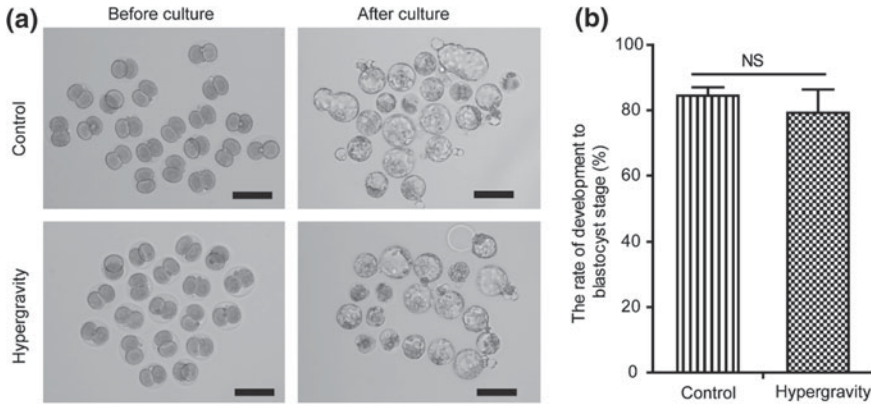 (a)
Before culture
After culture
Control
Hypergravity
(b)
The rate of development to
blastocyst stage (%)
100
80
60
40
20
0
NS
Control
Hypergravity